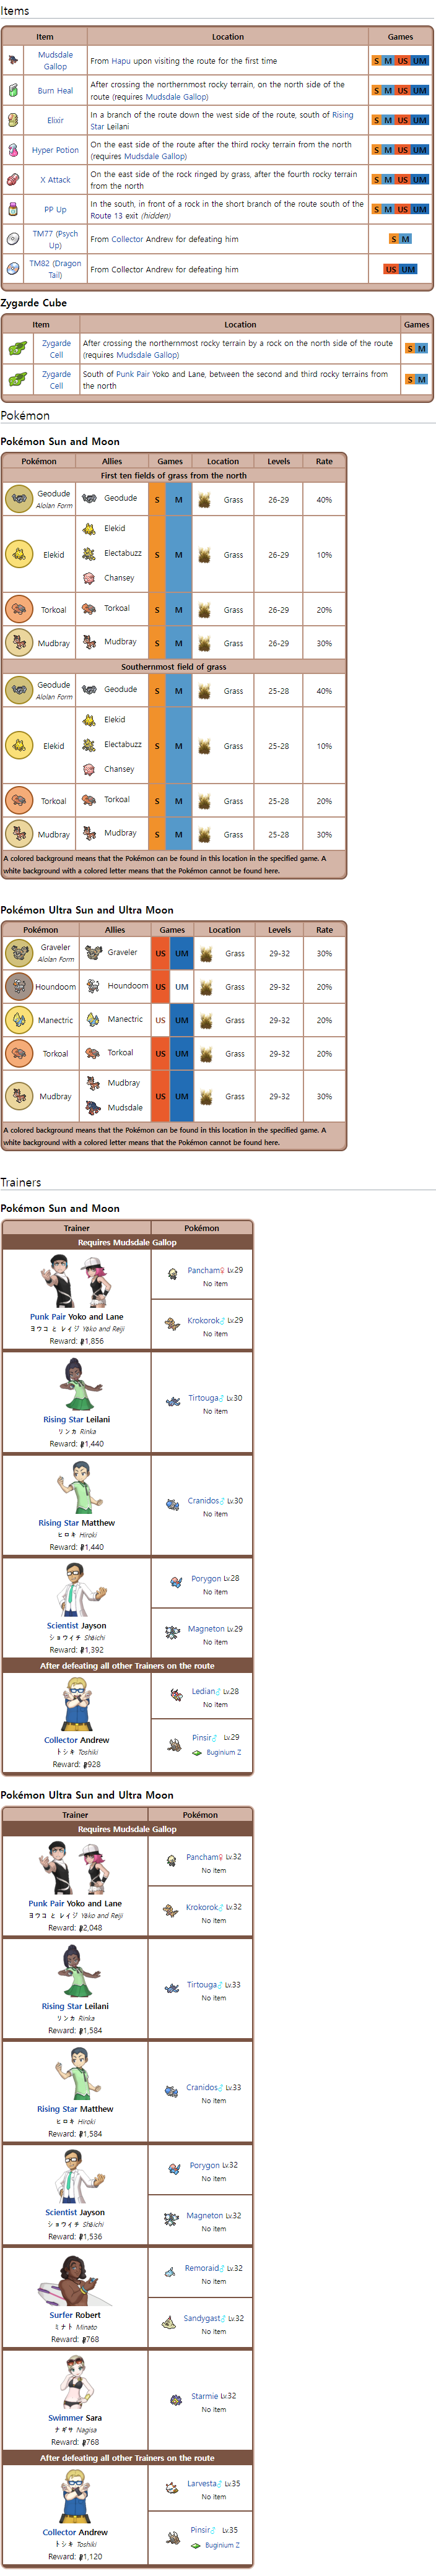 Items
Item Location Games
Mudsdale
Gallop
From Hapu upon visiting the route for the first time
S M US UM
Burn Heal
After crossing the northernmost rocky terrain, on the north side of the
route (requires Mudsdale Gallop)
S M US UM
Elixir
In a branch of the route down the west side of the route, south of Rising
Star Leilani
S M US UM
Hyper Potion
On the east side of the route after the third rocky terrain from the north
(requires Mudsdale Gallop)
S M US UM
X Attack
On the east side of the rock ringed by grass, after the fourth rocky terrain
from the north
S M US UM
PP Up
In the south, in front of a rock in the short branch of the route south of the
Route 13 exit (hidden)
S M US UM
TM77 (Psych
Up)
From Collector Andrew for defeating him
S M
TM82 (Dragon
Tail)
From Collector Andrew for defeating him
US UM
Zygarde Cube
Item Location Games
Zygarde
Cell
After crossing the northernmost rocky terrain by a rock on the north side of the route
(requires Mudsdale Gallop)
S M
Zygarde
Cell
South of Punk Pair Yoko and Lane, between the second and third rocky terrains from
the north
S M
Pokémon
Pokémon Sun and Moon
Pokémon Allies Games Location Levels Rate
First ten fields of grass from the north
Geodude
Alolan Form
Geodude S M Grass 26-29 40%
Elekid
Elekid
Electabuzz
Chansey
S M Grass 26-29 10%
Torkoal Torkoal S M Grass 26-29 20%
Mudbray Mudbray S M Grass 26-29 30%
Southernmost field of grass
Geodude
Alolan Form
Geodude S M Grass 25-28 40%
Elekid
Elekid
Electabuzz
Chansey
S M Grass 25-28 10%
Torkoal Torkoal S M Grass 25-28 20%
Mudbray Mudbray S M Grass 25-28 30%
A colored background means that the Pokémon can be found in this location in the specified game. A
white background with a colored letter means that the Pokémon cannot be found here.
Pokémon Ultra Sun and Ultra Moon
Pokémon Allies Games Location Levels Rate
Graveler
Alolan Form
Graveler US UM Grass 29-32 30%
Houndoom Houndoom US UM Grass 29-32 20%
Manectric Manectric US UM Grass 29-32 20%
Torkoal Torkoal US UM Grass 29-32 20%
Mudbray
Mudbray
Mudsdale
US UM Grass 29-32 30%
A colored background means that the Pokémon can be found in this location in the specified game. A
white background with a colored letter means that the Pokémon cannot be found here.
Trainers
Pokémon Sun and Moon
Trainer Pokémon
Requires Mudsdale Gallop
Punk Pair Yoko and Lane
ヨウコ と レイジ Yōko and Reiji
Reward: 1,856
Pancham♀ Lv.29
No item
Krokorok♂ Lv.29
No item
Rising Star Leilani
リンカ Rinka
Reward: 1,440
Tirtouga♂ Lv.30
No item
Rising Star Matthew
ヒロキ Hiroki
Reward: 1,440
Cranidos♂ Lv.30
No item
Scientist Jayson
ショウイチ Shōichi
Reward: 1,392
Porygon Lv.28
No item
Magneton Lv.29
No item
After defeating all other Trainers on the route
Collector Andrew
トシキ Toshiki
Reward: 928
Ledian♂ Lv.28
No item
Pinsir♂ Lv.29
Buginium Z
Pokémon Ultra Sun and Ultra Moon
Trainer Pokémon
Requires Mudsdale Gallop
Punk Pair Yoko and Lane
ヨウコ と レイジ Yōko and Reiji
Reward: 2,048
Pancham♀ Lv.32
No item
Krokorok♂ Lv.32
No item
Rising Star Leilani
リンカ Rinka
Reward: 1,584
Tirtouga♂ Lv.33
No item
Rising Star Matthew
ヒロキ Hiroki
Reward: 1,584
Cranidos♂ Lv.33
No item
Scientist Jayson
ショウイチ Shōichi
Reward: 1,536
Porygon Lv.32
No item
Magneton Lv.32
No item
Surfer Robert
ミナト Minato
Reward: 768
Remoraid♂ Lv.32
No item
Sandygast♂ Lv.32
No item
Swimmer Sara
ナギサ Nagisa
Reward: 768
Starmie Lv.32
No item
After defeating all other Trainers on the route
Collector Andrew
トシキ Toshiki
Reward: 1,120
Larvesta♂ Lv.35
No item
Pinsir♂ Lv.35
Buginium Z